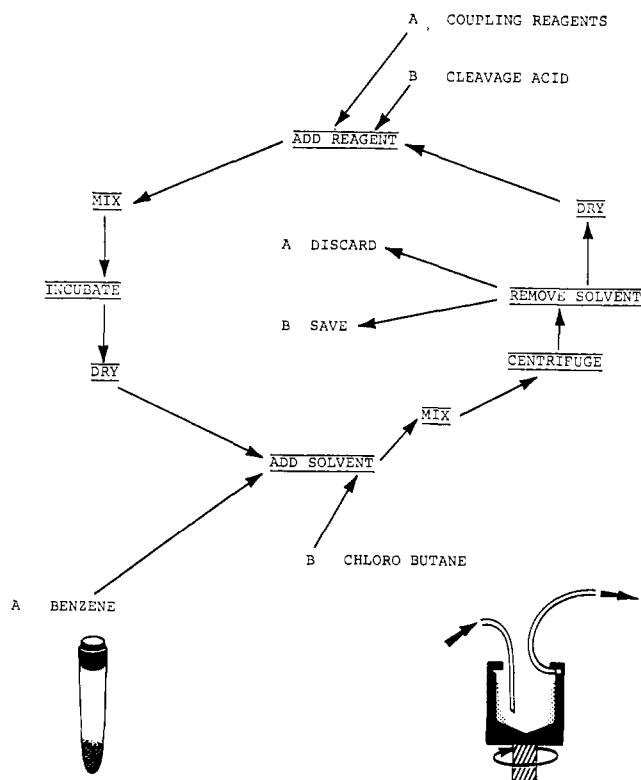 A, COUPLING REAGENTS
B CLEAVAGE ACID
ADD REAGENT
MIX
DRY
A DISCARD
INCUBATE
REMOVE SOLVENT
B SAVE
CENTRIFUGE
DRY
MIX
ADD SOLVENT
B CHLORO BUTANE
A BENZENE